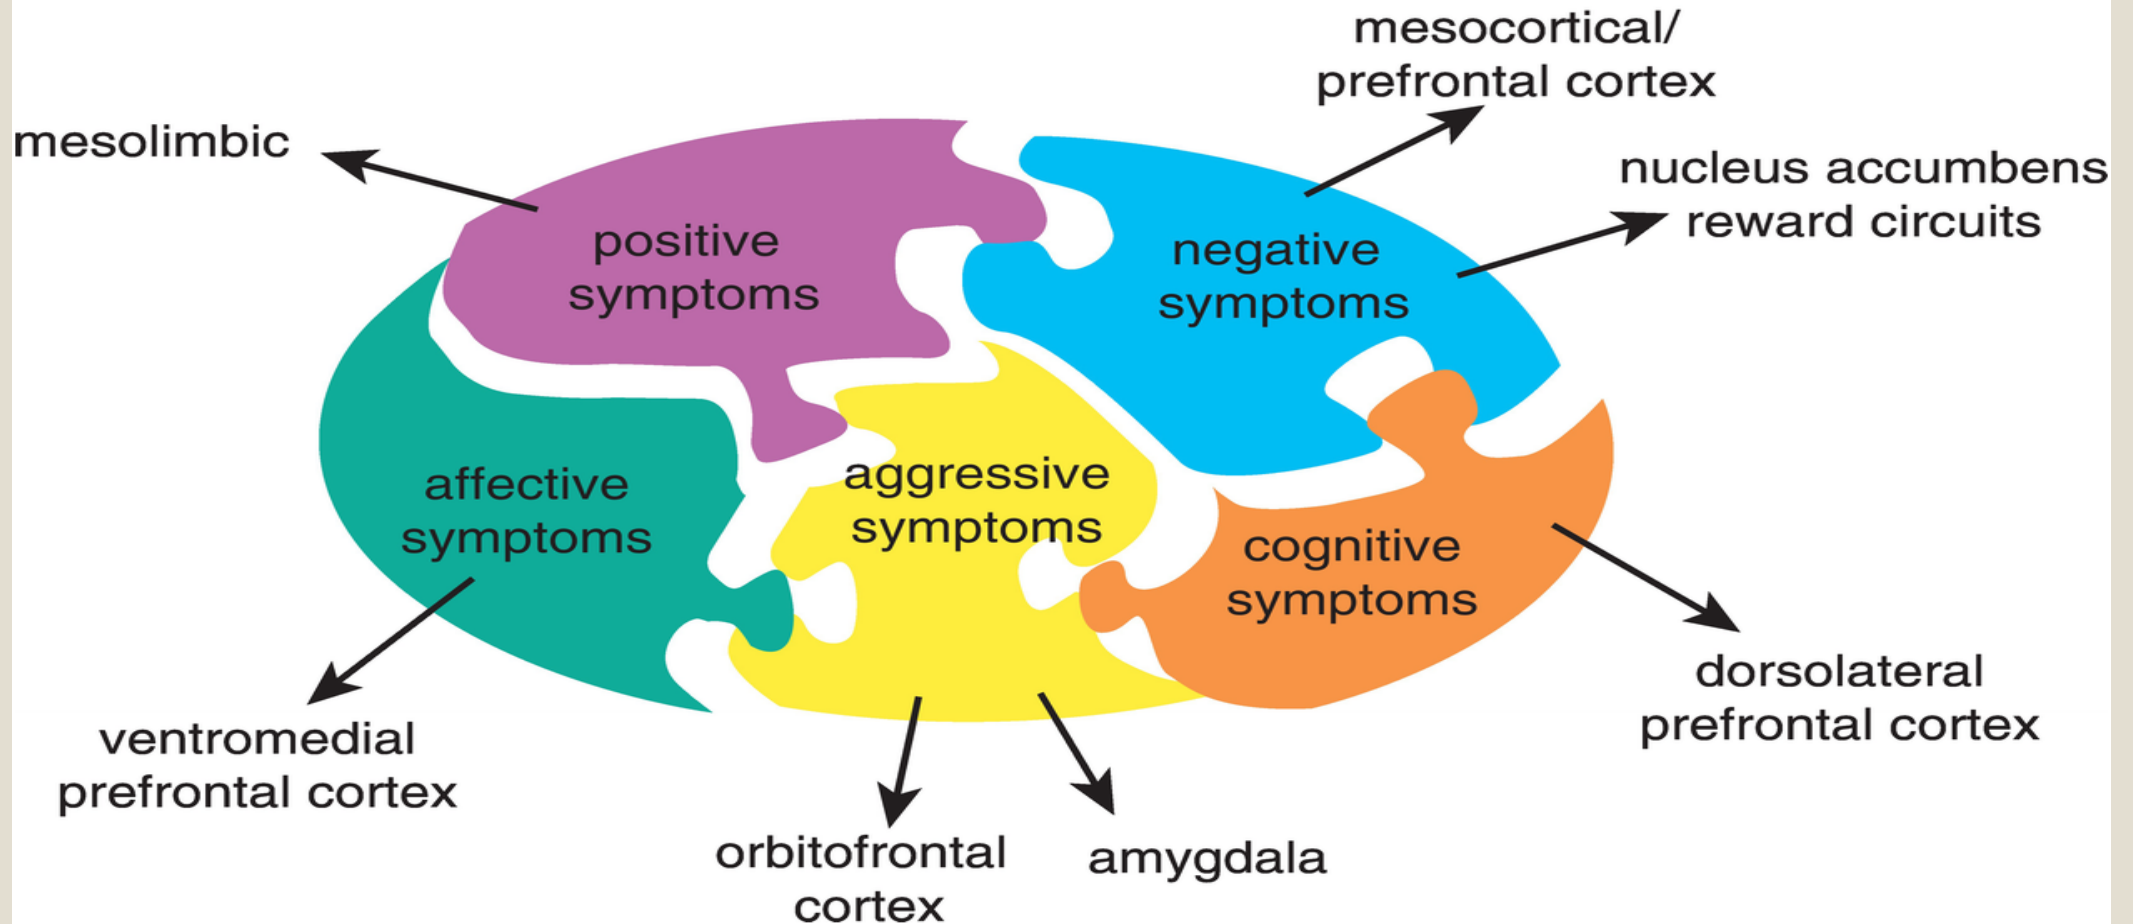 mesocortical/
prefrontal cortex
mesolimbic
nucleus accumbens
reward circuits
positive
symptoms
negative
symptoms
affective
symptoms
aggressive
symptoms
cognitive
symptoms
dorsolateral
prefrontal cortex
ventromedial
prefrontal cortex
orbitofrontal
cortex
amygdala